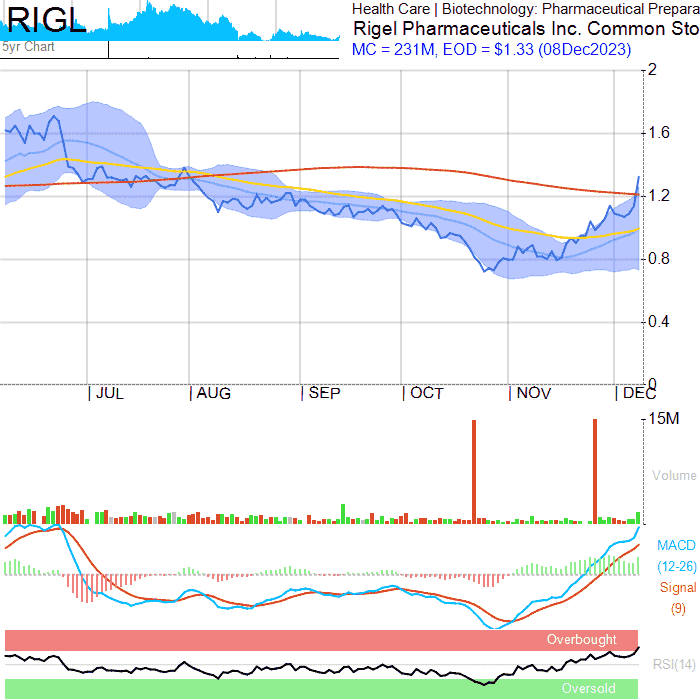 RIGL
5yr Chart
Health Care | Biotechnology: Pharmaceutical Prepara
Rigel Pharmaceuticals Inc. Common Sto
MC = 231M, EOD = $1.33 (08Dec2023)
2
1.6
1.2
0.8
0.4
0
JUL AUG SEP OCT NOV DEC
15M
Volume
MACD
(12-26)
Signal
(9)
Overbought
RSI(14)
Oversold